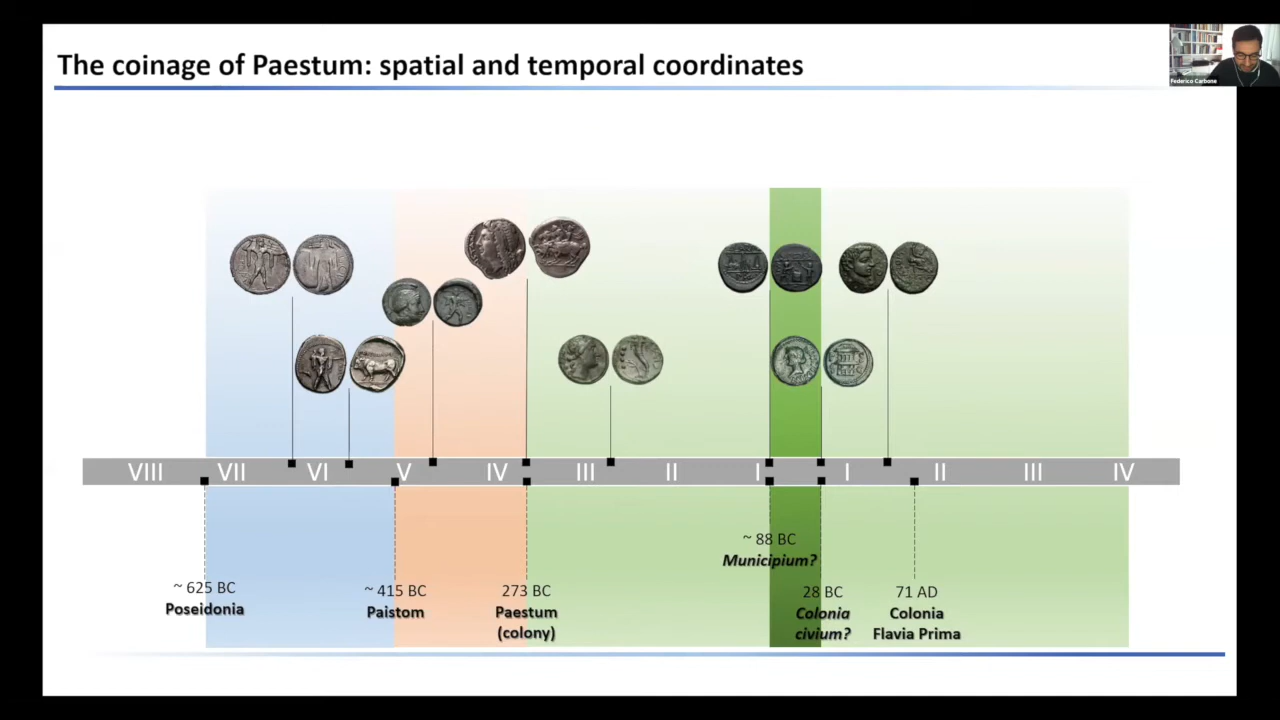 The coinage of Paestum: spatial and temporal coordinates
Federico Carbone
VIII VII VI V IV III II I I II III IV
~ 625 BC
Poseidonia
~ 415 BC
Paistom
273 BC
Paestum
(colony)
~ 88 BC
Municipium?
28 BC
Colonia
civium?
71 AD
Colonia
Flavia Prima